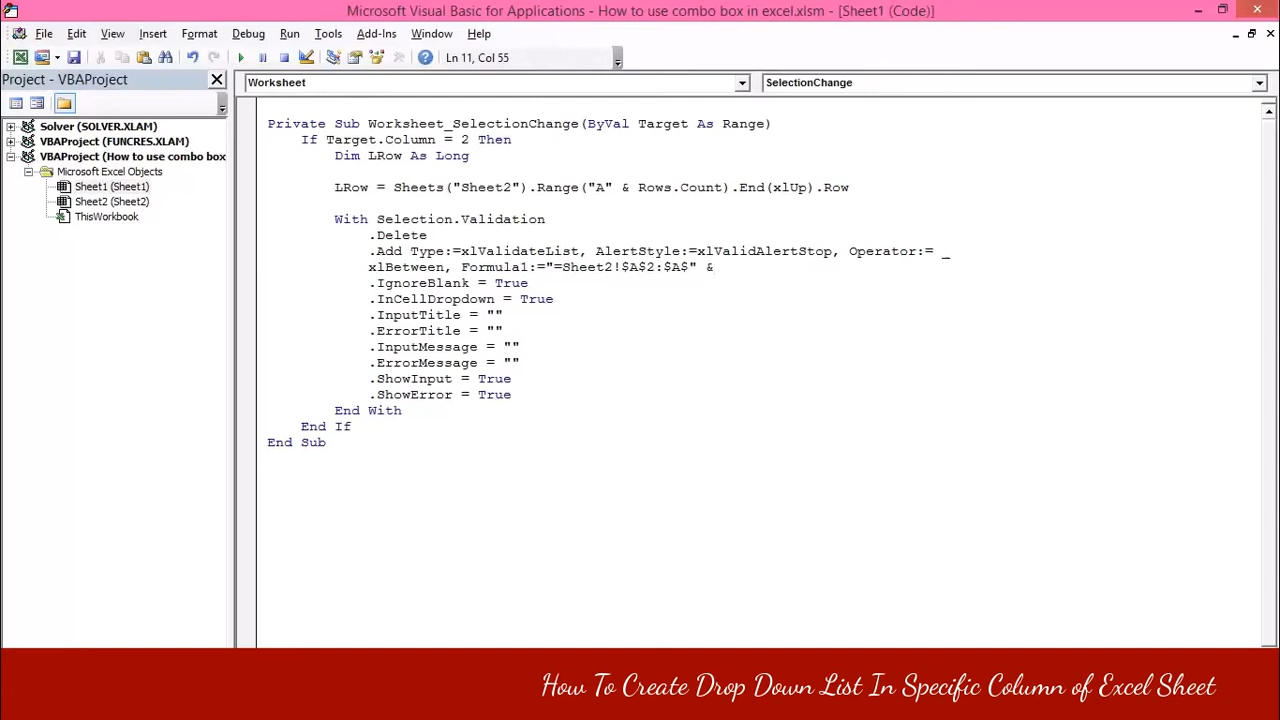 Microsoft Visual Basic for Applications - How to use combo box in excel.xlsm - [Sheet1 (Code)]
File Edit View Insert Format Debug Run Tools Add-Ins Window Help
Ln 11, Col 55
Project - VBAProject
Worksheet
SelectionChange
Solver (SOLVER.XLAM)
VBAProject (FUNCRES.XLAM)
VBAProject (How to use combo box
Microsoft Excel Objects
Sheet1 (Sheet1)
Sheet2 (Sheet2)
ThisWorkbook
Private Sub Worksheet_SelectionChange(ByVal Target As Range)
If Target.Column = 2 Then
Dim LRow As Long
LRow = Sheets("Sheet2").Range("A" & Rows.Count).End(xlUp).Row
With Selection.Validation
.Delete
.Add Type:=xlValidateList, AlertStyle:=xlValidAlertStop, Operator:= _
xlBetween, Formula1:="=Sheet2!$A$2:$A$" &
.IgnoreBlank = True
.InCellDropdown = True
.InputTitle = ""
.ErrorTitle = ""
.InputMessage = ""
.ErrorMessage = ""
.ShowInput = True
.ShowError = True
End With
End If
End Sub
How To Create Drop Down List In Specific Column of Excel Sheet